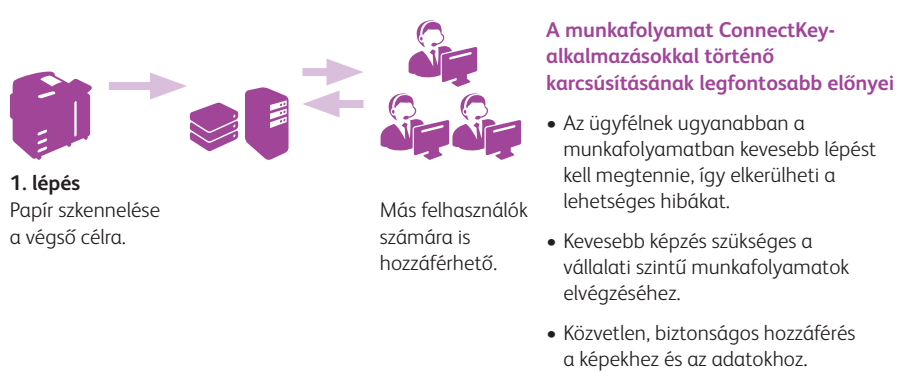 1. lépés
Papír szkennelése
a végső célra.
Más felhasználók
számára is
hozzáférhető.
A munkafolyamat ConnectKey-
alkalmazásokkal történő
karcsúsításának legfontosabb előnyei
• Az ügyfélnek ugyanabban a
munkafolyamatban kevesebb lépést
kell megtennie, így elkerülheti a
lehetséges hibákat.
• Kevesebb képzés szükséges a
vállalati szintű munkafolyamatok
elvégzéséhez.
• Közvetlen, biztonságos hozzáférés
a képekhez és az adatokhoz.